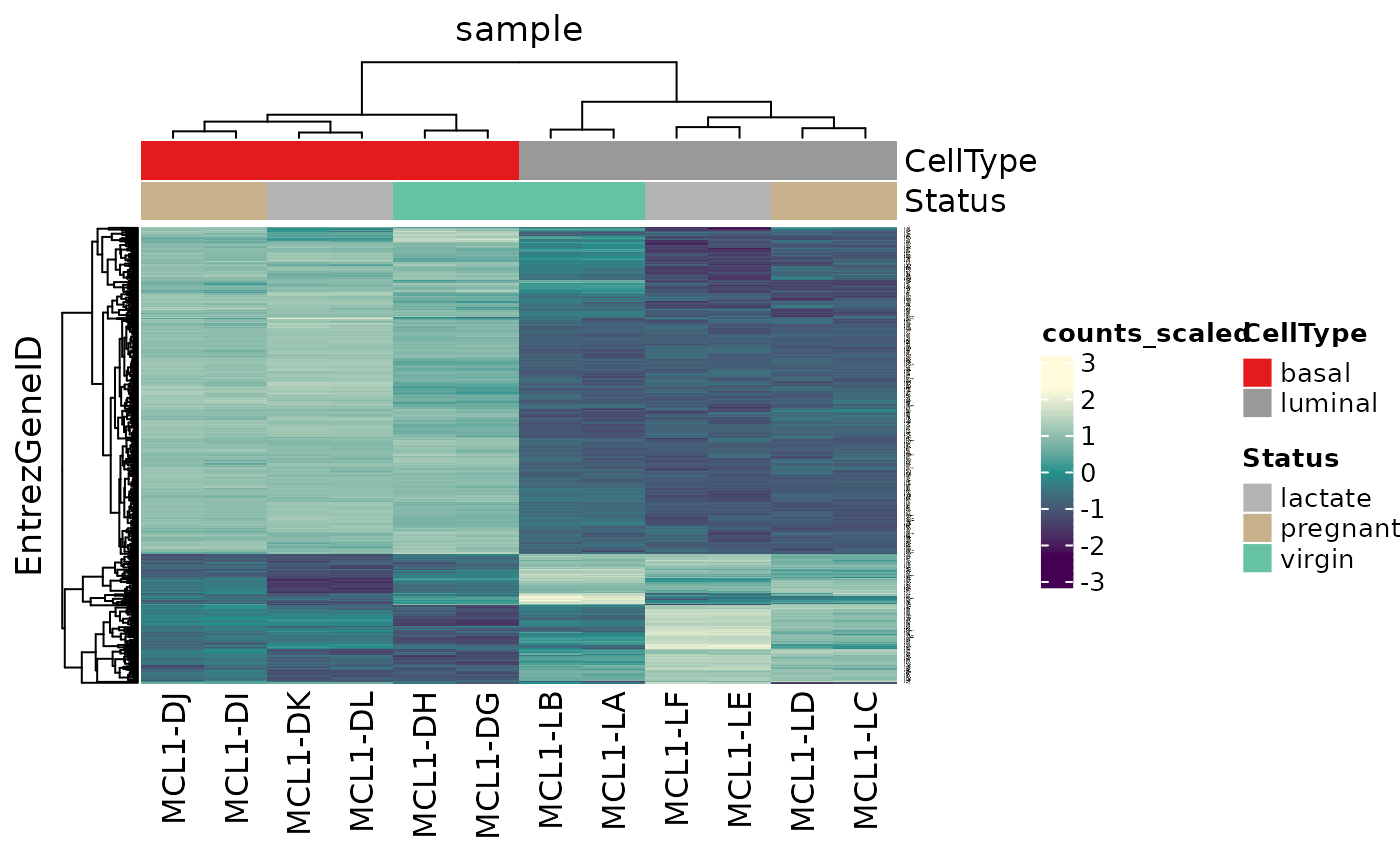 sample
CellType
Status
EntrezGeneID
MCL1-DJ
MCL1-DI
MCL1-DK
MCL1-DL
MCL1-DH
MCL1-DG
MCL1-LB
MCL1-LA
MCL1-LF
MCL1-LE
MCL1-LD
MCL1-LC
counts_scaled
3
2
1
0
-1
-2
-3
CellType
basal
luminal
Status
lactate
pregnant
virgin